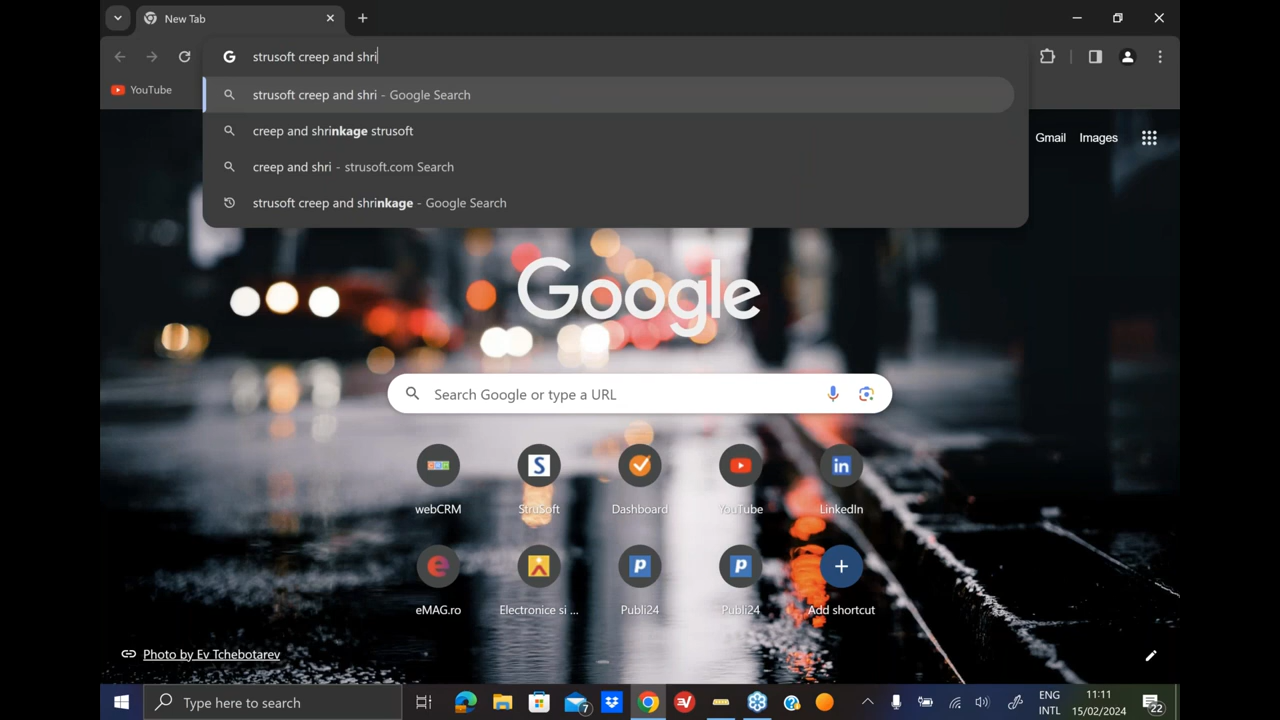 New Tab
strusoft creep and shri
YouTube
strusoft creep and shri - Google Search
creep and shrinkage strusoft
creep and shri - strusoft.com Search
strusoft creep and shrinkage - Google Search
Gmail
Images
Google
Search Google or type a URL
webCRM
StruSoft
Dashboard
YouTube
LinkedIn
eMAG.ro
Electronice si ...
Publi24
Publi24
Add shortcut
Photo by Ev Tchebotarev
Type here to search
7
ENG
INTL
11:11
15/02/2024
22